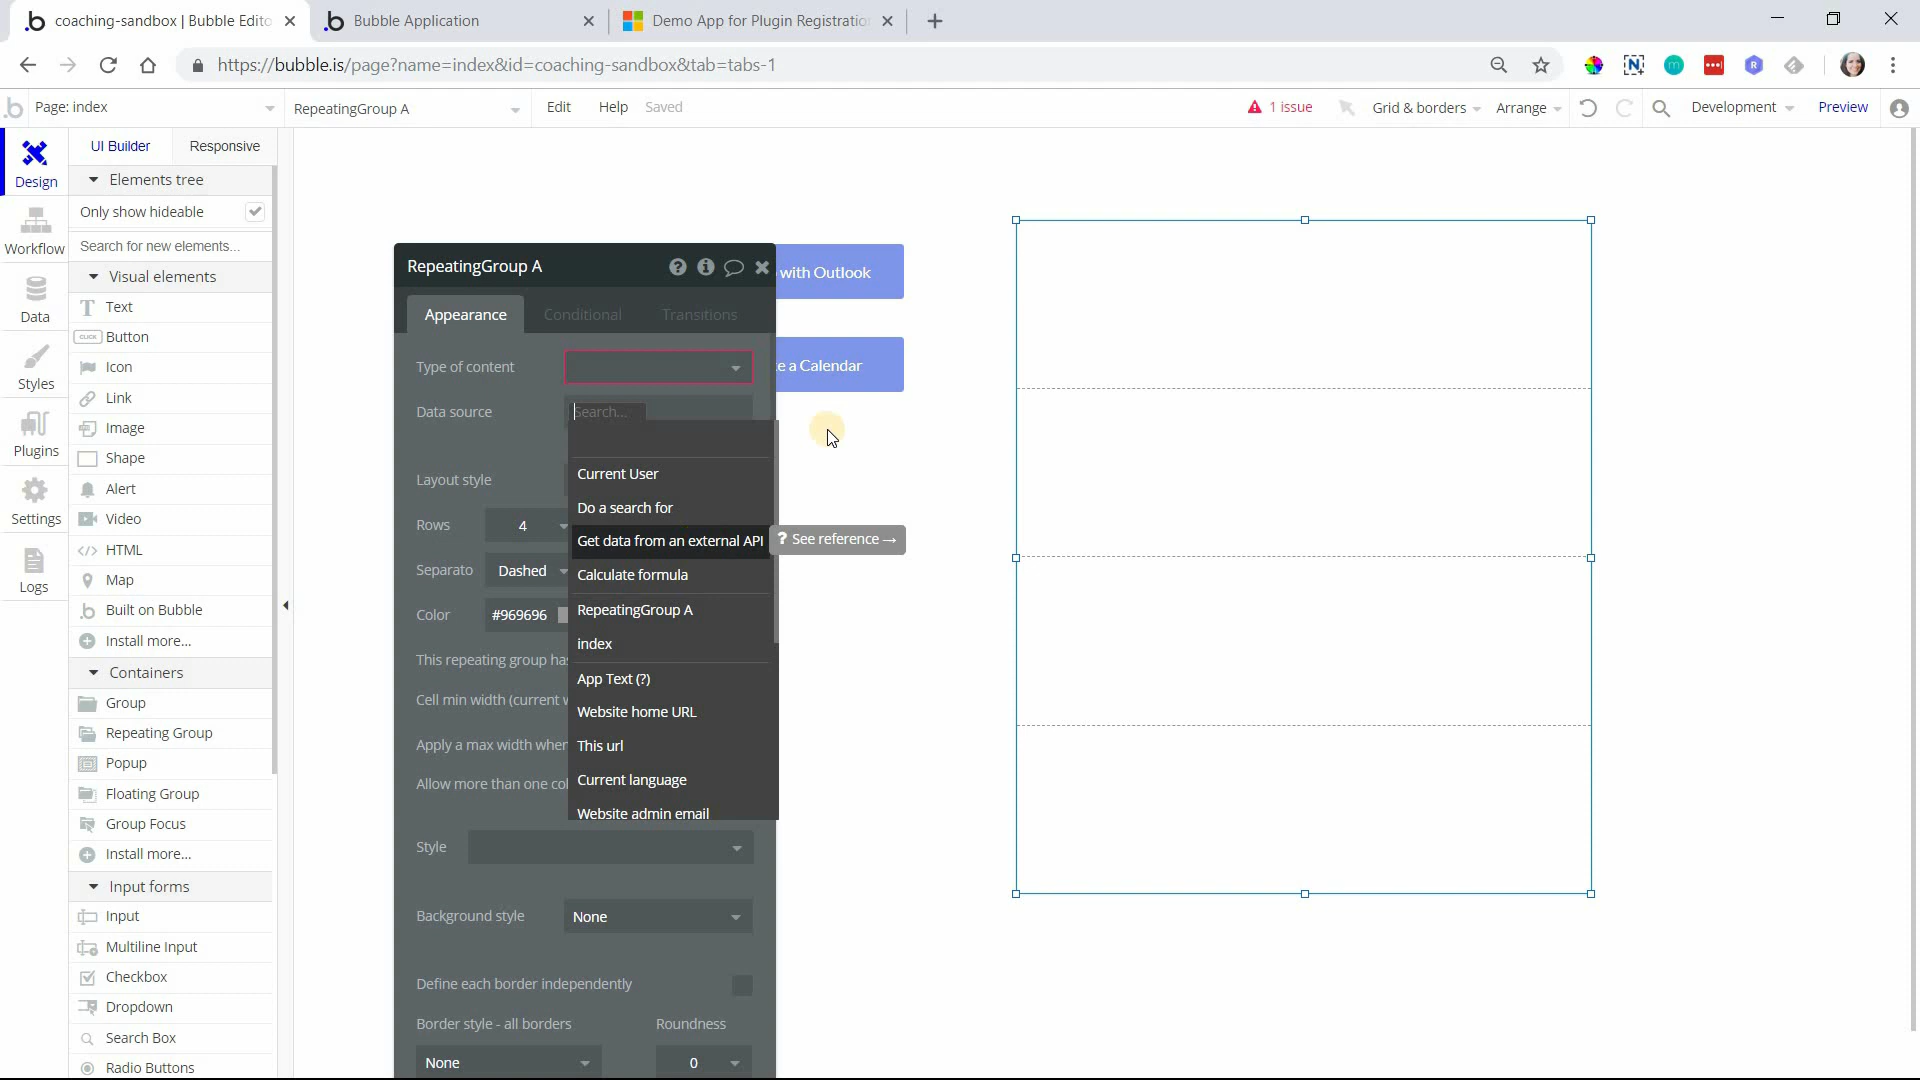 coaching-sandbox | Bubble Edito
Bubble Application
Demo App for Plugin Registratio
https://bubble.is/page?name=index&id=coaching-sandbox&tab=tabs-1
Page: index
RepeatingGroup A
Edit
Help
Saved
1 issue
Grid & borders
Arrange
Development
Preview
Design
Workflow
Data
Styles
Plugins
Settings
Logs
UI Builder
Responsive
Elements tree
Only show hideable
Search for new elements...
Visual elements
Text
CLICK Button
Icon
Link
Image
Shape
Alert
Video
HTML
Map
Built on Bubble
Install more...
Containers
Group
Repeating Group
Popup
Floating Group
Group Focus
Install more...
Input forms
Input
Multiline Input
Checkbox
Dropdown
Search Box
Radio Buttons
RepeatingGroup A
Appearance
Conditional
Transitions
Type of content
Data source
Search...
Layout style
Rows
4
Separato
Dashed
Color
#969696
This repeating group has
Cell min width (current w
Apply a max width when
Allow more than one col
Style
Background style
None
Define each border independently
Border style - all borders
Roundness
None
0
Current User
Do a search for
Get data from an external API
? See reference →
Calculate formula
RepeatingGroup A
index
App Text (?)
Website home URL
This url
Current language
Website admin email
with Outlook
e a Calendar